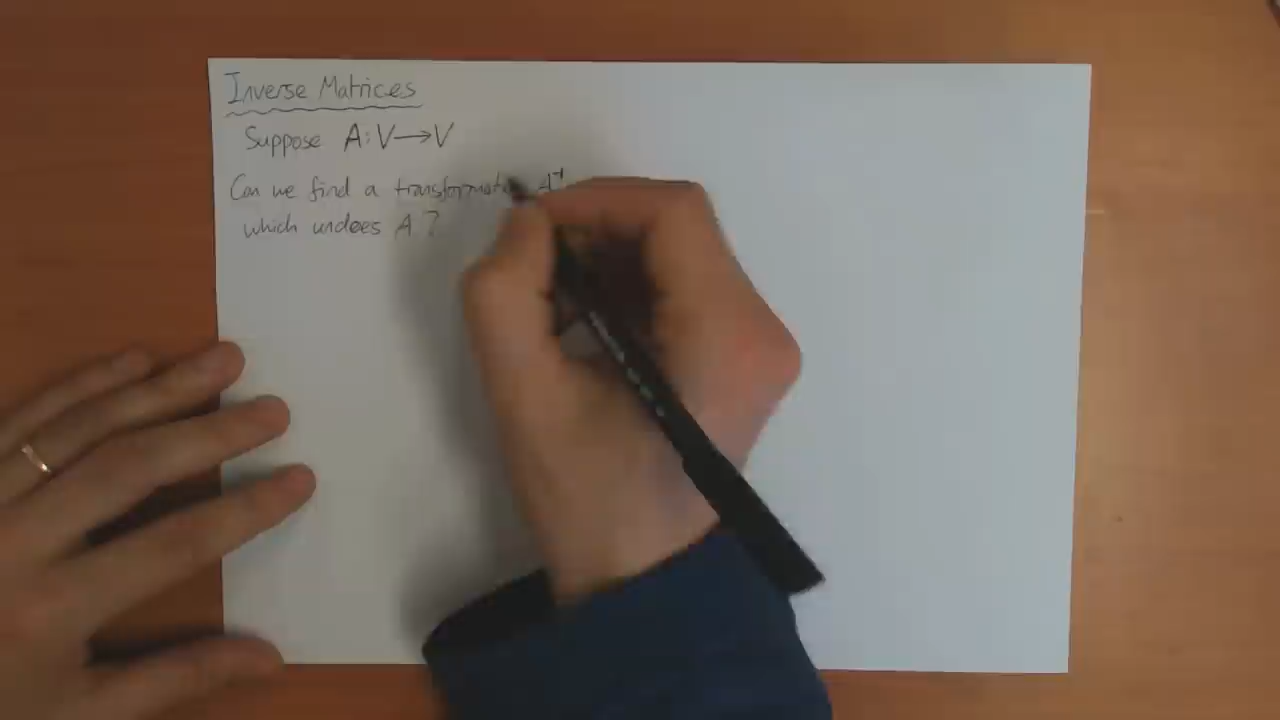 Inverse Matrices
Suppose A: V → V
Can we find a transformation A⁻¹
which undoes A?